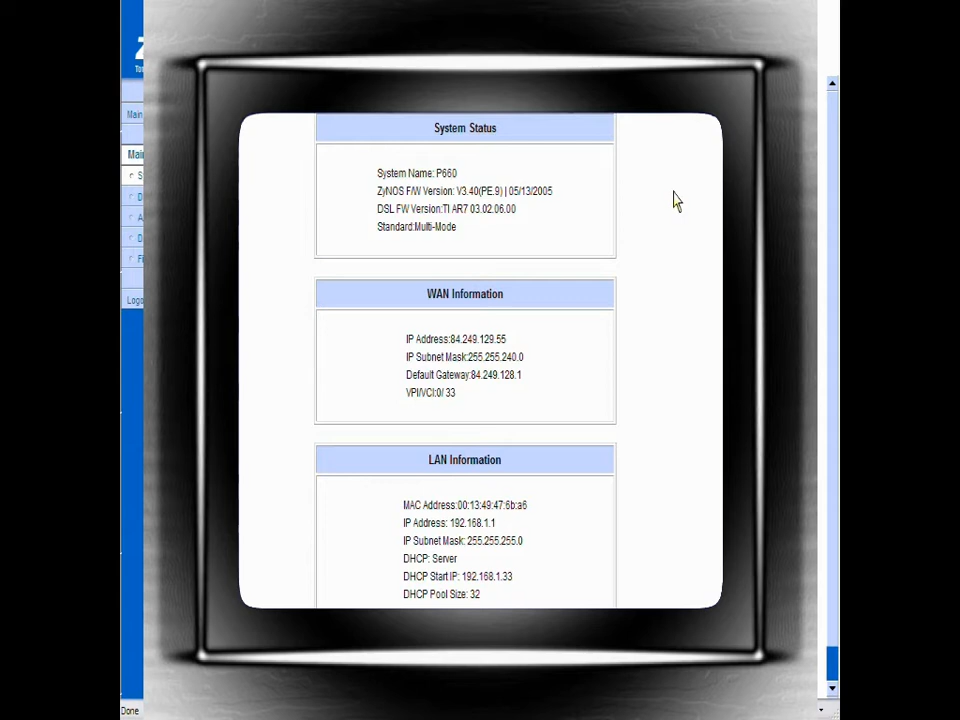 Z
Main
Main
S
D
A
D
Fi
Logo
System Status
System Name: P660
ZyNOS F/W Version: V3.40(PE.9) | 05/13/2005
DSL FW Version:TI AR7 03.02.06.00
Standard:Multi-Mode
WAN Information
IP Address:84.249.129.55
IP Subnet Mask:255.255.240.0
Default Gateway:84.249.128.1
VPI/VCI:0/ 33
LAN Information
MAC Address:00:13:49:47:6b:a6
IP Address: 192.168.1.1
IP Subnet Mask: 255.255.255.0
DHCP: Server
DHCP Start IP: 192.168.1.33
DHCP Pool Size: 32
Done